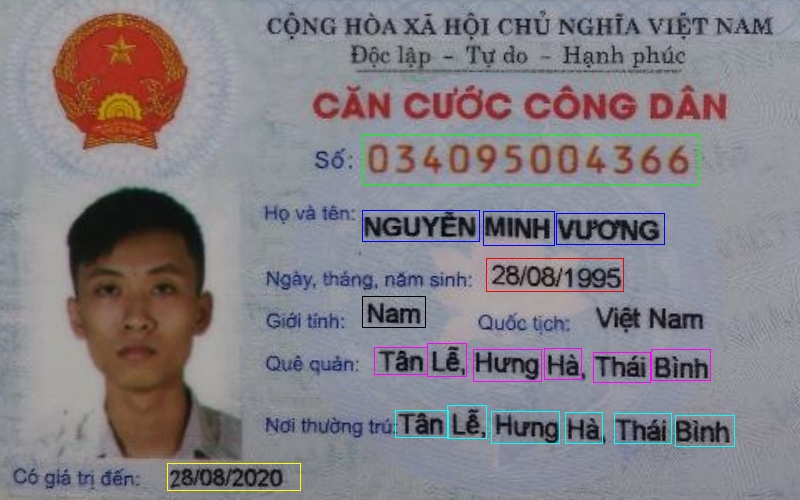 CỘNG HÒA XÃ HỘI CHỦ NGHĨA VIỆT NAM
Độc lập - Tự do - Hạnh phúc
CĂN CƯỚC CÔNG DÂN
Số: 034095004366
Họ và tên: NGUYỄN MINH VƯƠNG
Ngày, tháng, năm sinh: 28/08/1995
Giới tính: Nam Quốc tịch: Việt Nam
Quê quán: Tân Lễ, Hưng Hà, Thái Bình
Nơi thường trú: Tân Lễ, Hưng Hà, Thái Bình
Có giá trị đến: 28/08/2020